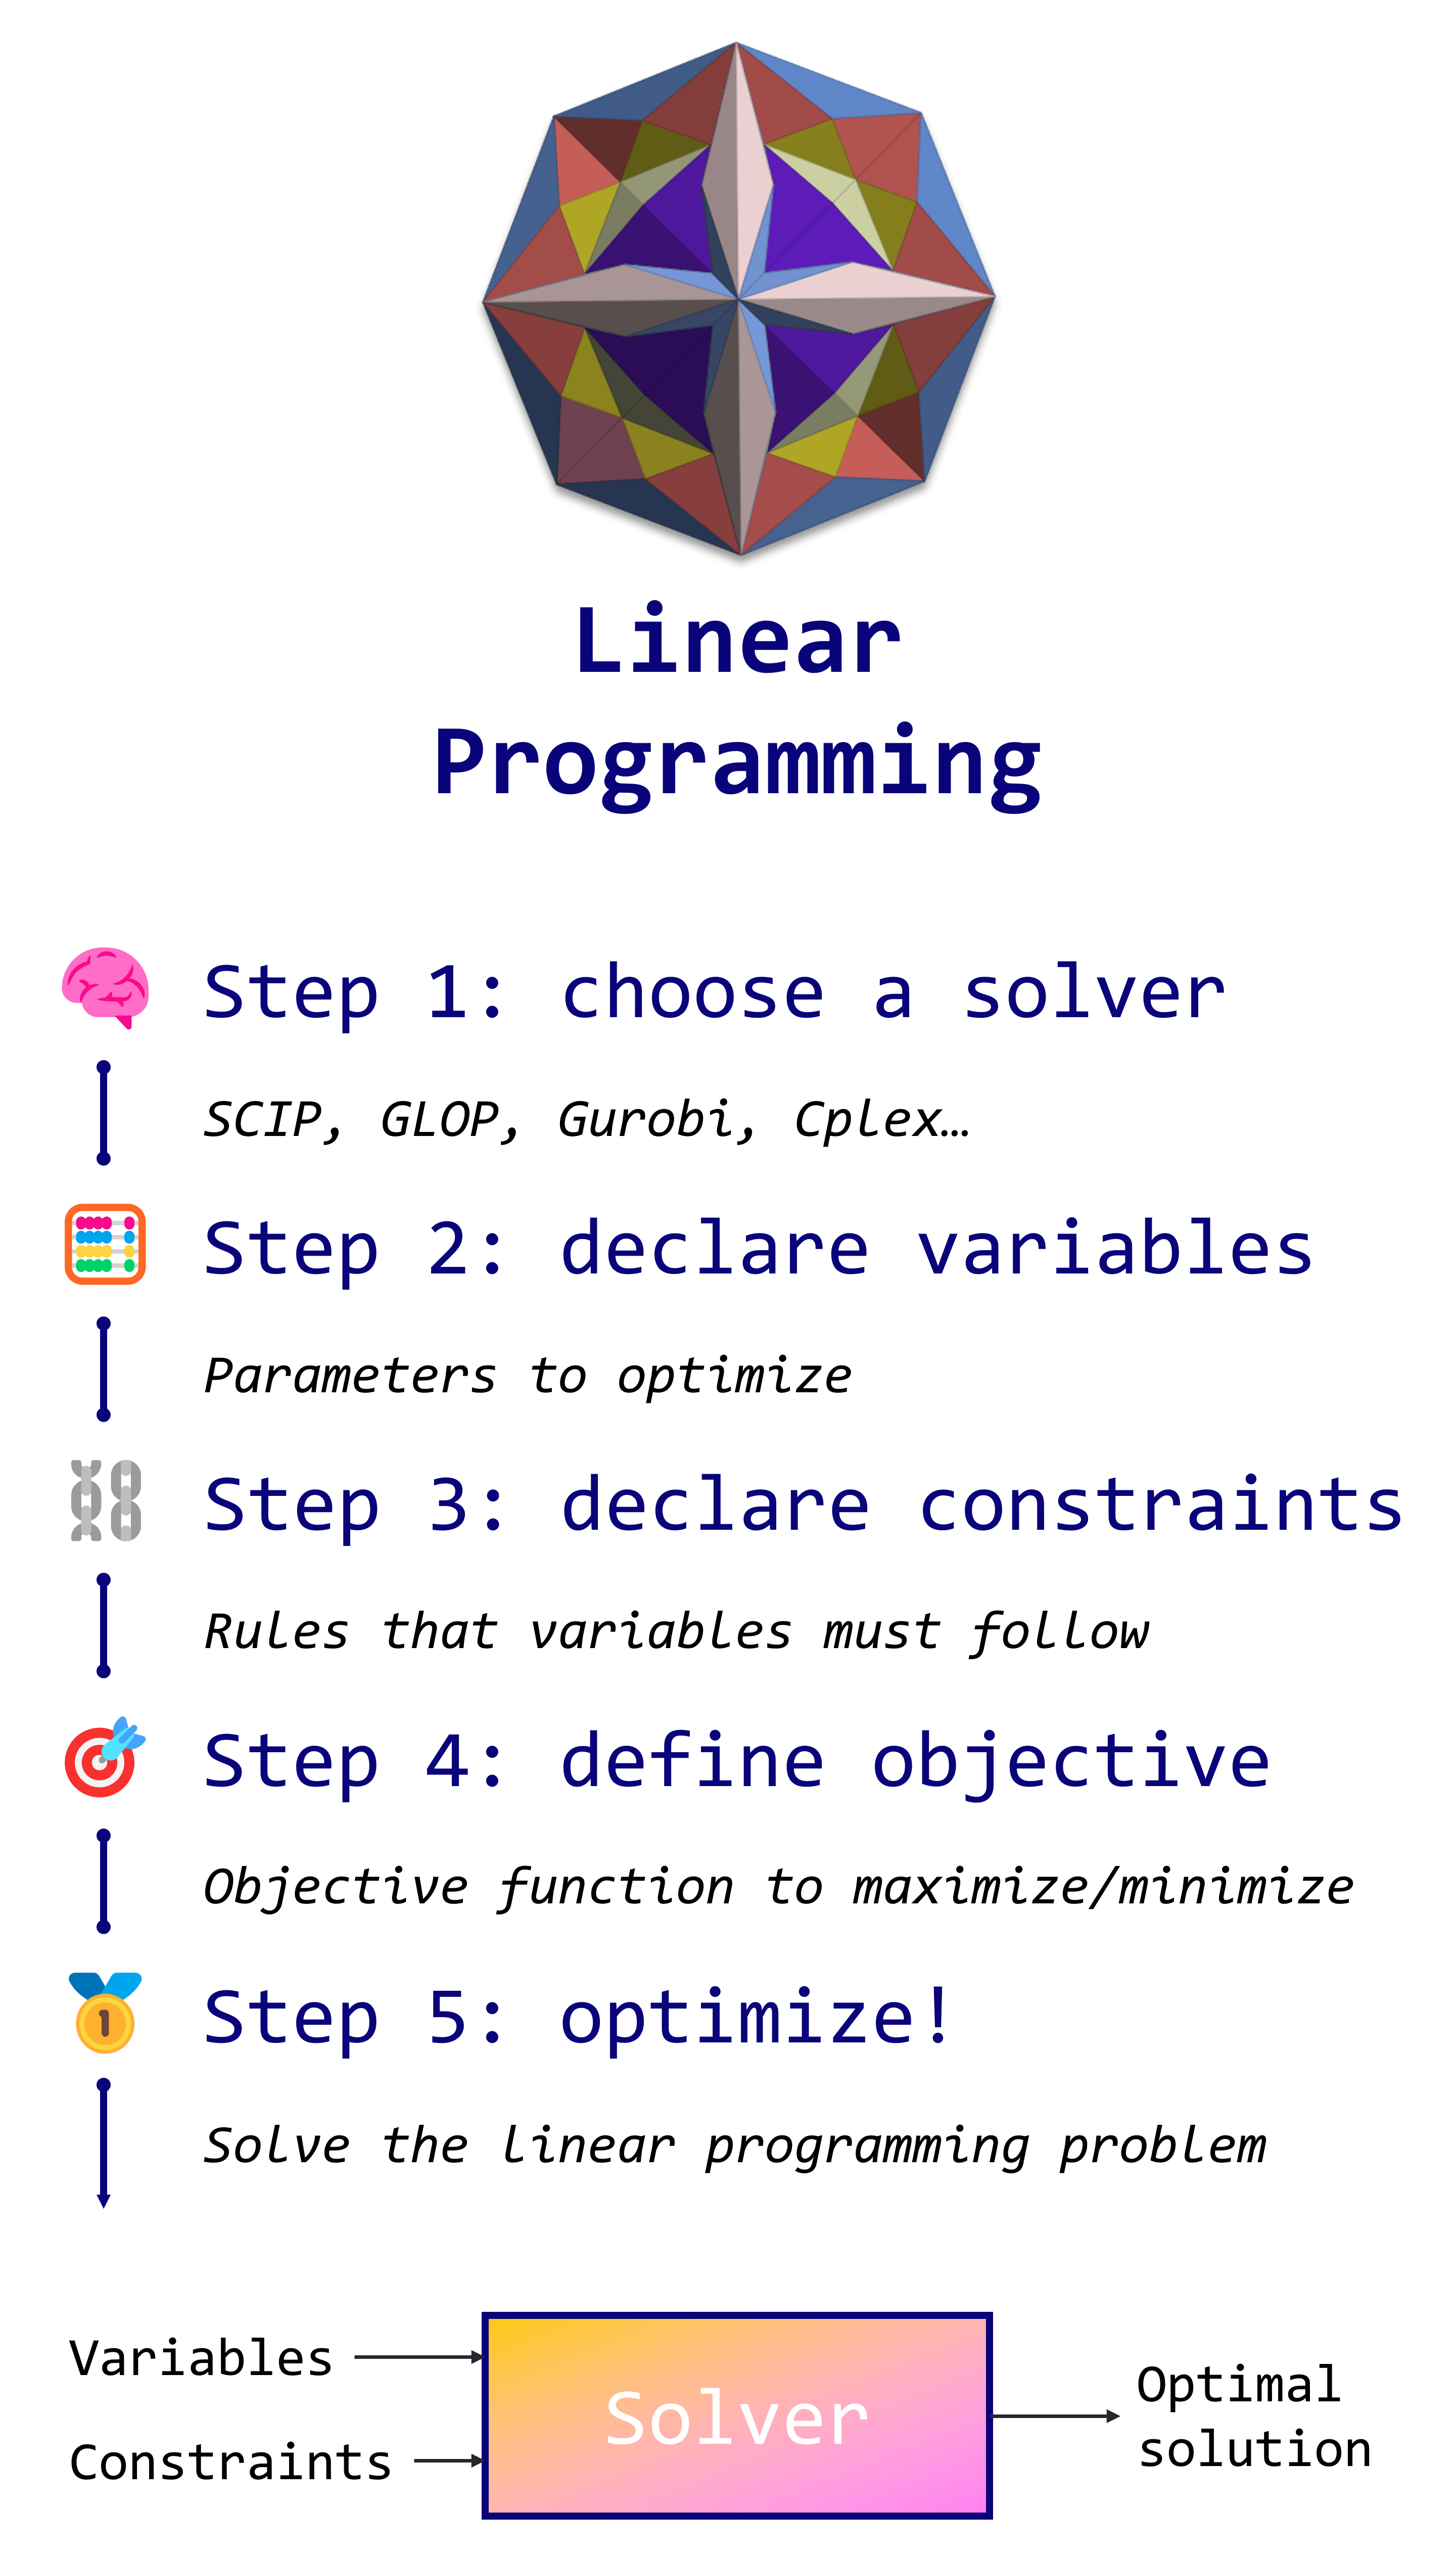 Linear
Programming
Step 1: choose a solver
SCIP, GLOP, Gurobi, Cplex…
Step 2: declare variables
Parameters to optimize
Step 3: declare constraints
Rules that variables must follow
Step 4: define objective
Objective function to maximize/minimize
1
Step 5: optimize!
Solve the linear programming problem
Variables
Constraints
Solver
Optimal
solution